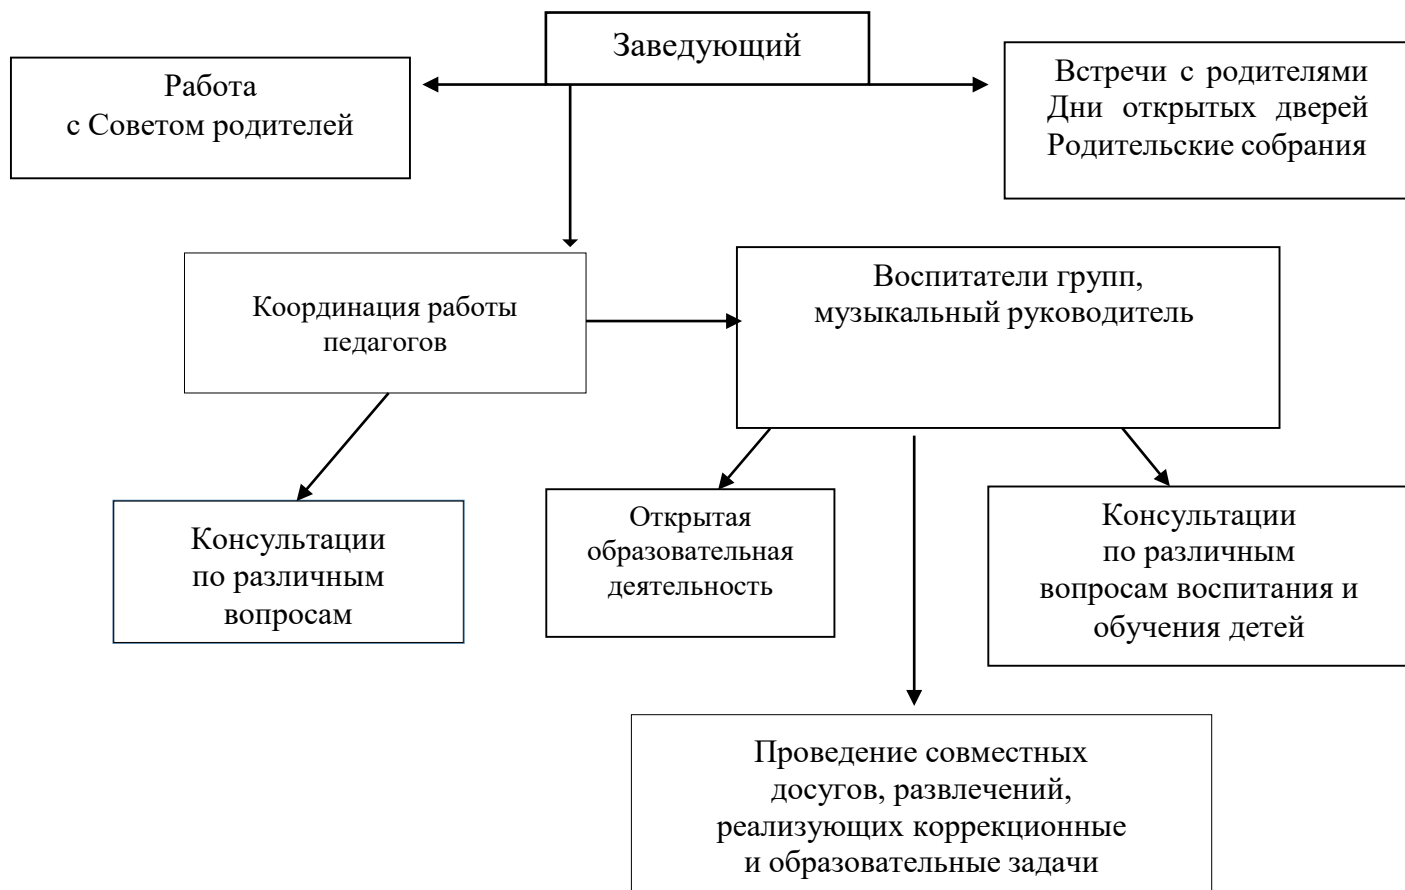 Заведующий
Работа
с Советом родителей
Встречи с родителями
Дни открытых дверей
Родительские собрания
Координация работы
педагогов
Воспитатели групп,
музыкальный руководитель
Консультации
по различным
вопросам
Открытая
образовательная
деятельность
Консультации
по различным
вопросам воспитания и
обучения детей
Проведение совместных
досугов, развлечений,
реализующих коррекционные
и образовательные задачи